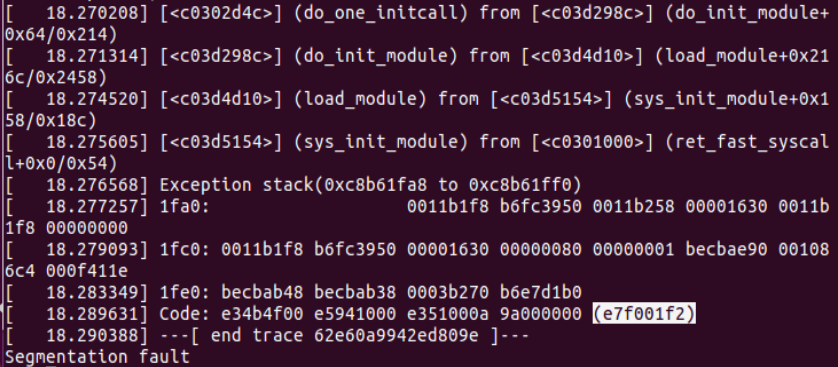 [   18.270208] [<c0302d4c>] (do_one_initcall) from [<c03d298c>] (do_init_module+
0x64/0x214)
[   18.271314] [<c03d298c>] (do_init_module) from [<c03d4d10>] (load_module+0x21
6c/0x2458)
[   18.274520] [<c03d4d10>] (load_module) from [<c03d5154>] (sys_init_module+0x1
58/0x18c)
[   18.275605] [<c03d5154>] (sys_init_module) from [<c0301000>] (ret_fast_syscal
l+0x0/0x54)
[   18.276568] Exception stack(0xc8b61fa8 to 0xc8b61ff0)
[   18.277257] 1fa0:                   0011b1f8 b6fc3950 0011b258 00001630 0011b
1f8 00000000
[   18.279093] 1fc0: 0011b1f8 b6fc3950 00001630 00000080 00000001 becbae90 00108
6c4 000f411e
[   18.283349] 1fe0: becbab48 becbab38 0003b270 b6e7d1b0
[   18.289631] Code: e34b4f00 e5941000 e351000a 9a000000 (e7f001f2)
[   18.290388] ---[ end trace 62e60a9942ed809e ]---
Segmentation fault